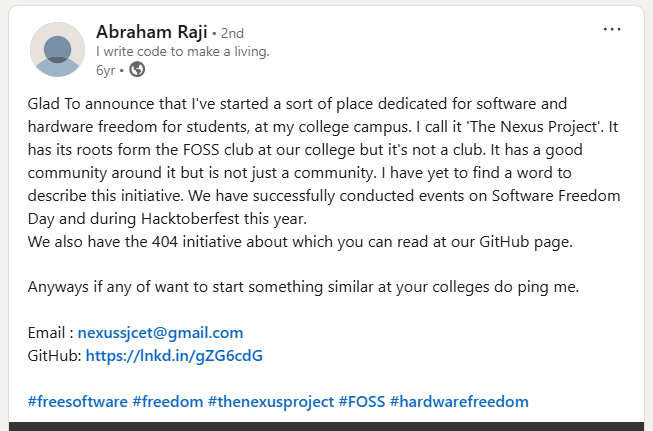 Abraham Raji • 2nd
I write code to make a living.
6yr •
Glad To announce that I've started a sort of place dedicated for software and
hardware freedom for students, at my college campus. I call it 'The Nexus Project'. It
has its roots form the FOSS club at our college but it's not a club. It has a good
community around it but is not just a community. I have yet to find a word to
describe this initiative. We have successfully conducted events on Software Freedom
Day and during Hacktoberfest this year.
We also have the 404 initiative about which you can read at our GitHub page.
Anyways if any of want to start something similar at your colleges do ping me.
Email : nexussjcet@gmail.com
GitHub: https://lnkd.in/gZG6cdG
#freesoftware #freedom #thenexusproject #FOSS #hardwarefreedom